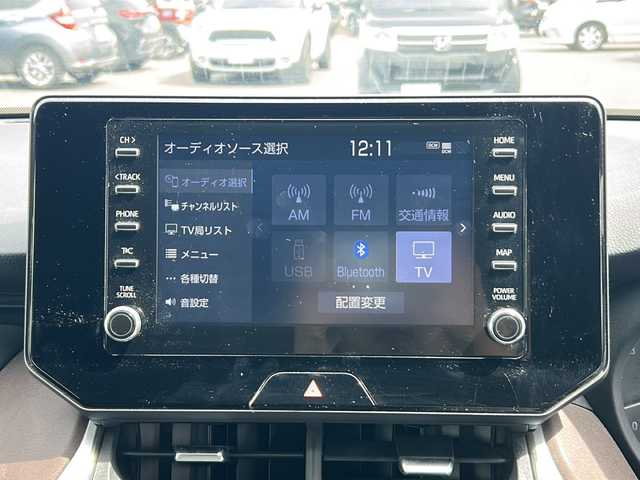 CH >
< TRACK
PHONE
T/C
TUNE
SCROLL
オーディオソース選択
12:11
DCM
オーディオ選択
チャンネルリスト
TV局リスト
メニュー
各種切替
音設定
AM
FM
交通情報
USB
Bluetooth
TV
配置変更
HOME
MENU
AUDIO
MAP
POWER
VOLUME